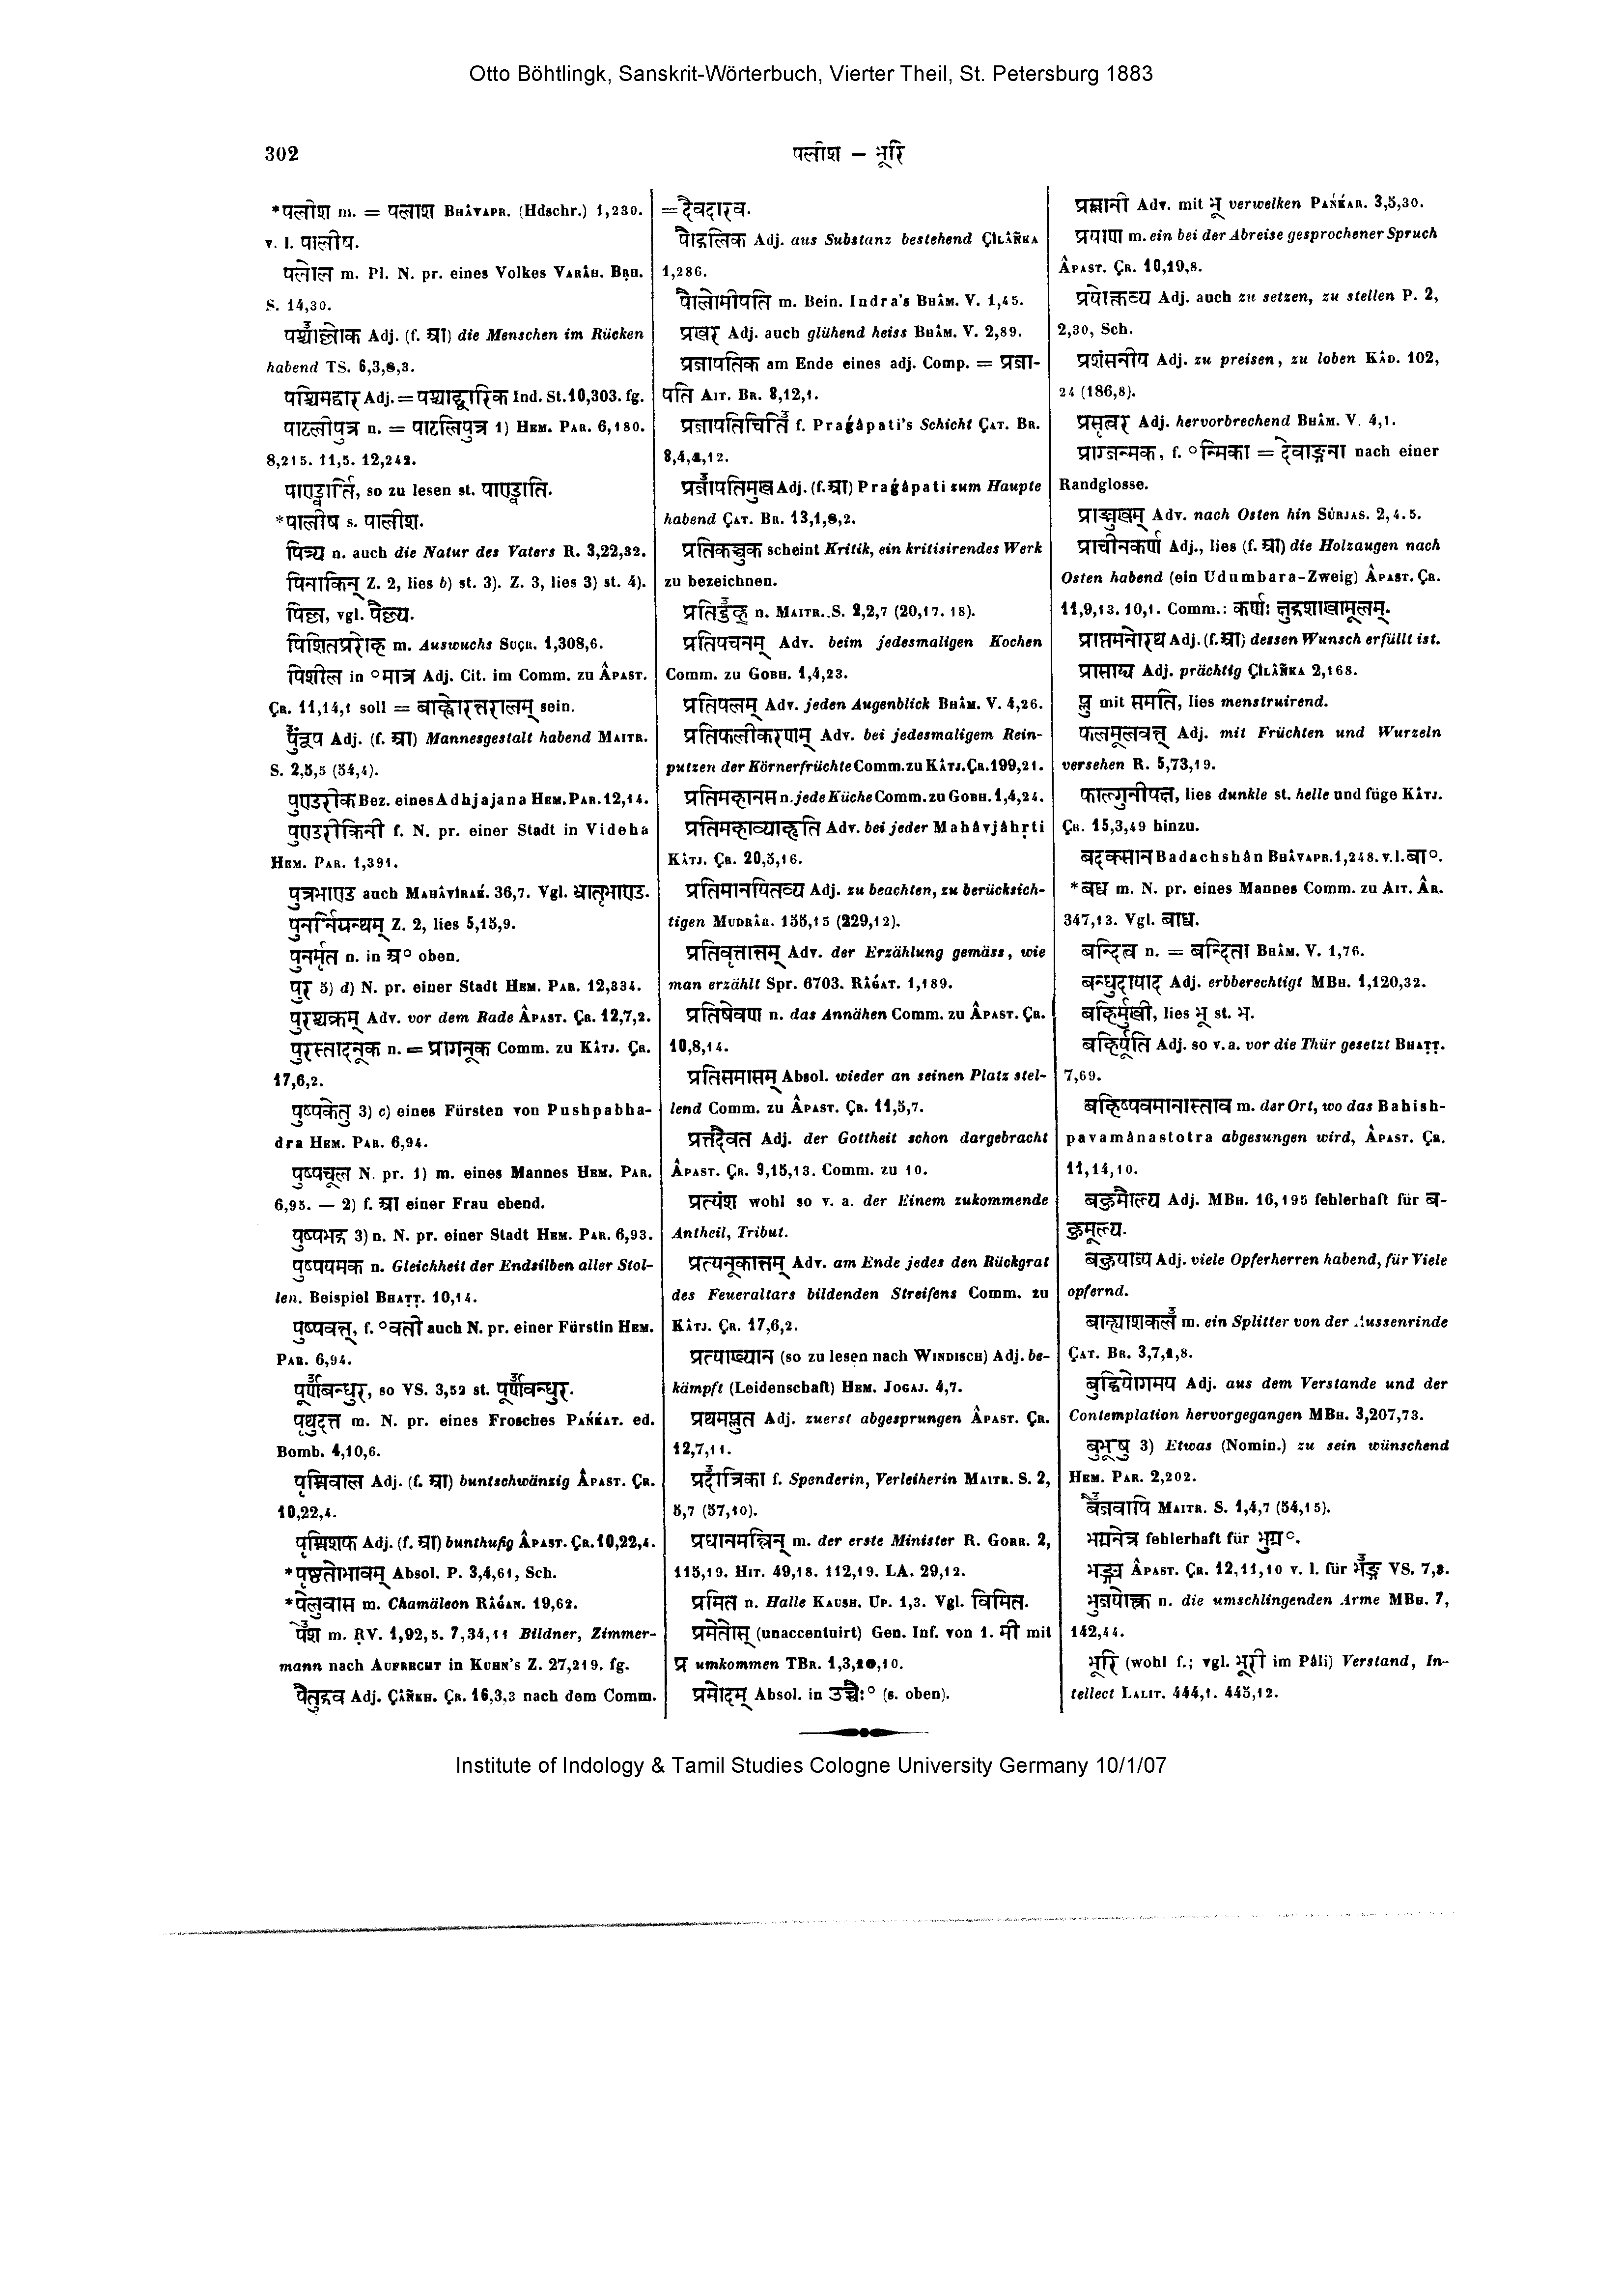 Otto Böhtlingk, Sanskrit-Wörterbuch, Vierter Theil, St. Petersburg 1883
302
पलीश – भूरि
*पलीश m. = पलाश BHĀVAPR. (Hdschr.) 1,230.
v. l. पालीष.
पलोल m. Pl. N. pr. eines Volkes VARÂH. BṚH.
S. 14,30.
पश्चाल्लोक Adj. (f. आ) die Menschen im Rücken
habend TS. 6,3,8,3.
पश्चिमद्वार Adj. = पश्चाद्द्वारिक Ind. St. 10,303. fg.
पाटलीपुत्र n. = पाटलिपुत्र 1) HEM. PAR. 6,180.
8,215. 11,5. 12,242.
so zu lesen st.
*पालीष s. पालीश.
पित्र्य n. auch die Natur des Vaters R. 3,22,32.
पिनाकिन् Z. 2, lies b) st. 3). Z. 3, lies 3) st. 4).
पिल्ल, vgl. पैल्ल्य.
पिशितप्ररोह m. Auswuchs SUÇR. 1,308,6.
पिशील in °मात्र Adj. Cit. im Comm. zu ÂPAST.
ÇR. 11,14,1 soll = बाह्वोरन्तरालम् sein.
पुंरूप Adj. (f. आ) Mannesgestalt habend MAITR.
S. 2,5,5 (54,4).
पुण्डरीक Bez. eines Adhjajana HEM. PAR. 12,14.
पुण्डरीकिनी f. N. pr. einer Stadt in Videha
HEM. PAR. 1,391.
पुत्रभाण्ड auch MAHÂVÎRAḰ. 36,7. Vgl. भ्रातृभाण्ड.
पुनर्निर्ग्रन्थम् Z. 2, lies 5,15,9.
पुनर्मृत n. in अ° oben.
पुर 3) d) N. pr. einer Stadt HEM. PAR. 12,334.
पुरश्चक्रम् Adv. vor dem Rade ÂPAST. ÇR. 12,7,2.
पुरस्तादनूक n. = प्रागनूक Comm. zu KÂTJ. ÇR.
17,6,2.
पुष्पकेतु 3) c) eines Fürsten von Pushpabha-
dra HEM. PAR. 6,94.
पुष्पचूल N. pr. 1) m. eines Mannes HEM. PAR.
6,95. — 2) f. आ einer Frau ebend.
पुष्पभद्र 3) n. N. pr. einer Stadt HEM. PAR. 6,93.
पुष्पयमक n. Gleichheit der Endsilben aller Stol-
len. Beispiel BHAṬṬ. 10,14.
पुष्पवन्त्, f. °वती auch N. pr. einer Fürstin HEM.
PAR. 6,94.
पूर्णबन्धुर, so VS. 3,52 st. पूर्णवन्धुर.
पृथुदत्त m. N. pr. eines Frosches PAŃḰAT. ed.
Bomb. 4,10,6.
पृश्निवाल Adj. (f. आ) buntschwänzig ÂPAST. ÇR.
10,22,4.
पृश्निशफ Adj. (f. आ) bunthufig ÂPAST. ÇR. 10,22,4.
*पृष्ठतोभावम् Absol. P. 3,4,61, Sch.
*पेलुवास m. Chamäleon RÂǴAN. 19,62.
पेश m. ṚV. 1,92,5. 7,34,11 Bildner, Zimmer-
mann nach AUFRECHT in KUHN'S Z. 27,219. fg.
पैतुद्रव Adj. ÇÂÑKH. ÇR. 16,3,3 nach dem Comm.
= दैवदारव.
पौद्गलिक Adj. aus Substanz bestehend ÇÎLÂÑKA
1,286.
पौलोमीपति m. Bein. Indra's BHÂM. V. 1,45.
प्रखर Adj. auch glühend heiss BHÂM. V. 2,89.
प्रजापतिक am Ende eines adj. Comp. = प्रजा-
पति AIT. BR. 8,12,1.
प्रजापतिचिति f. Praǵâpati's Schicht ÇAT. BR.
8,4,4,12.
प्रजापतिमुख Adj. (f. आ) Praǵâpati zum Haupte
habend ÇAT. BR. 13,1,8,2.
प्रतिकञ्चुक scheint Kritik, ein kritisirendes Werk
zu bezeichnen.
प्रतिडुह् n. MAITR. S. 2,2,7 (20,17. 18).
प्रतिपचनम् Adv. beim jedesmaligen Kochen
Comm. zu GOBH. 1,4,23.
प्रतिपलम् Adv. jeden Augenblick BHÂM. V. 4,26.
प्रतिफलीकरणम् Adv. bei jedesmaligem Rein-
putzen der Körnerfrüchte Comm. zu KÂTJ. ÇR. 199,21.
प्रतिमहानस n. jede Küche Comm. zu GOBH. 1,4,24.
प्रतिमहाव्याहृति Adv. bei jeder Mahâvjâhṛti
KÂTJ. ÇR. 20,5,16.
प्रतिमानयितव्य Adj. zu beachten, zu berücksich-
tigen MUDRÂR. 155,15 (229,12).
प्रतिवृत्तान्तम् Adv. der Erzählung gemäss, wie
man erzählt Spr. 6703. RÂǴAT. 1,189.
प्रतिषेवण n. das Annähen Comm. zu ÂPAST. ÇR.
10,8,14.
प्रतिसमासम् Absol. wieder an seinen Platz stel-
lend Comm. zu ÂPAST. ÇR. 11,5,7.
प्रत्तदैवत Adj. der Gottheit schon dargebracht
ÂPAST. ÇR. 9,15,13. Comm. zu 10.
प्रत्यंश wohl so v. a. der Einem zukommende
Antheil, Tribut.
प्रत्यनूकान्तम् Adv. am Ende jedes den Rückgrat
des Feueraltars bildenden Streifens Comm. zu
KÂTJ. ÇR. 17,6,2.
प्रत्याख्यान (so zu lesen nach WINDISCH) Adj. be-
kämpft (Leidenschaft) HEM. JOGAJ. 4,7.
प्रथमप्लुत Adj. zuerst abgesprungen ÂPAST. ÇR.
12,7,11.
प्रदात्रिका f. Spenderin, Verleiherin MAITR. S. 2,
5,7 (57,10).
प्रधानमन्त्रिन् m. der erste Minister R. GORR. 2,
115,19. HIT. 49,18. 112,19. LA. 29,12.
प्रमित n. Halle KAUSH. UP. 1,3. Vgl. विमित.
प्रमेतोस् (unaccentuirt) Gen. Inf. von 1. मी mit
प्र umkommen TBR. 1,3,10,10.
प्रमोदम् Absol. in उच्चैः° (s. oben).
प्रम्लानी Adv. mit भू verwelken PAŃḰAR. 3,5,30.
प्रयाण m. ein bei der Abreise gesprochener Spruch
ÂPAST. ÇR. 10,19,8.
प्रयोक्तव्य Adj. auch zu setzen, zu stellen P. 2,
2,30, Sch.
प्रशंसनीय Adj. zu preisen, zu loben KÂD. 102,
24 (186,8).
प्रसृत्वर Adj. hervorbrechend BHÂM. V. 4,1.
प्राग्जन्मक, f. °न्मिका = देवाङ्गना nach einer
Randglosse.
प्राङ्मुखम् Adv. nach Osten hin SÛRJAS. 2,4.5.
प्राचीनकर्ण Adj., lies (f. आ) die Holzaugen nach
Osten habend (ein Udumbara-Zweig) ÂPAST. ÇR.
11,9,13. 10,1. Comm.: कर्णः क्षुद्रशाखामूलम्.
प्राप्तमनोरथ Adj. (f. आ) dessen Wunsch erfüllt ist.
प्रासाद्य Adj. prächtig ÇÎLÂÑKA 2,168.
प्लु mit समति, lies menstruirend.
फलमूलवन्त् Adj. mit Früchten und Wurzeln
versehen R. 5,73,19.
फाल्गुनीपक्ष, lies dunkle st. helle und füge KÂTJ.
ÇR. 15,3,49 hinzu.
बदकसान Badachshân BHÂVAPR. 1,248. v. l. बा°.
*बध m. N. pr. eines Mannes Comm. zu AIT. ÂR.
347,13. Vgl. बाध.
बन्दित्व n. = बन्दिता BHÂM. V. 1,76.
बन्धुदायाद Adj. erbberechtigt MBH. 1,120,32.
बहिर्मुखी, lies भू st. भ.
Adj. so v. a. vor die Thür gesetzt BHAṬṬ.
7,69.
बहिष्पवमानास्ताव m. der Ort, wo das Bahish-
pavamânastotra abgesungen wird, ÂPAST. ÇR.
11,14,10.
बहुमौल्य Adj. MBH. 16,195 fehlerhaft für ब-
हुमूल्य.
बहुयाज्य Adj. viele Opferherren habend, für Viele
opfernd.
बाह्याशकल m. ein Splitter von der Aussenrinde
ÇAT. BR. 3,7,1,8.
बुद्धियोगमय Adj. aus dem Verstande und der
Contemplation hervorgegangen MBH. 3,207,73.
बुभूषु 3) Etwas (Nomin.) zu sein wünschend
HEM. PAR. 2,202.
बैजवापि MAITR. S. 1,4,7 (54,15).
भग्ननेत्र fehlerhaft für भुग्न°.
भङ्ग्य ÂPAST. ÇR. 12,11,10 v. l. für भङ्ग VS. 7,3.
भुजयोक्त्र n. die umschlingenden Arme MBH. 7,
142,44.
भूरि (wohl f.; vgl. भूरी im Pâli) Verstand, In-
tellect LALIT. 444,1. 445,12.
Institute of Indology & Tamil Studies Cologne University Germany 10/1/07